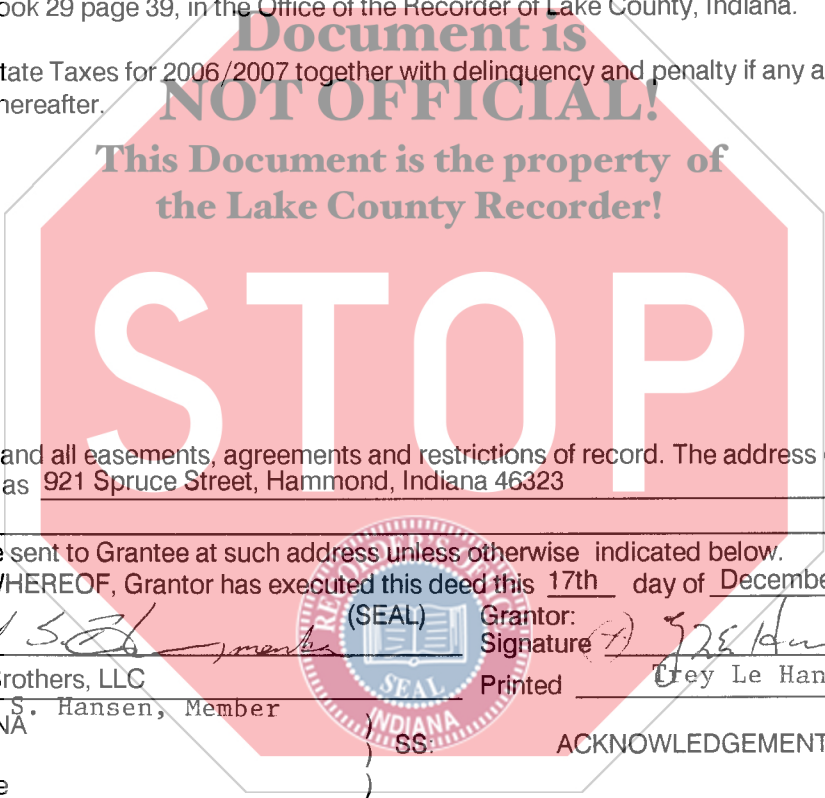 ook 29 page 39, in the Office of the Recorder of Lake County, Indiana.
Document is
tate Taxes for 2006/2007 together with delinquency and penalty if any a
NOT OFFICIAL!
hereafter.
This Document is the property of
the Lake County Recorder!
STOP
and all easements, agreements and restrictions of record. The address
as 921 Spruce Street, Hammond, Indiana 46323
e sent to Grantee at such address unless otherwise indicated below.
WHEREOF, Grantor has executed this deed this 17th day of Decembe
(SEAL) Grantor:
S. member Signature
rothers, LLC Printed Trey Le Han
S. Hansen, Member
NA
) SS: ACKNOWLEDGEMENT
)
e )
RECORDER'S
SEAL
INDIANA